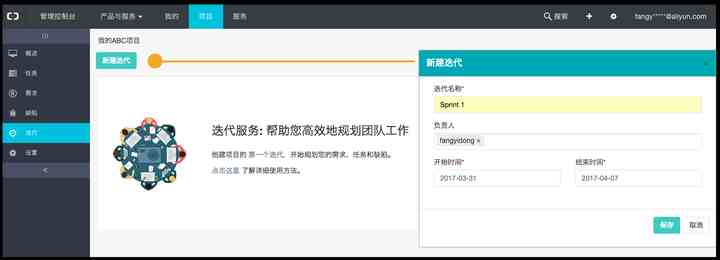 管理控制台 产品与服务 我的 项目 服务 搜索 fangy*****@aliyun.com
我的ABC项目
概览
任务
需求
缺陷
迭代
设置
新建迭代
迭代服务: 帮助您高效地规划团队工作
创建项目的 第一个迭代, 开始规划您的需求、任务和缺陷。
点击这里 了解详细使用方法。
新建迭代
迭代名称*
Sprint 1
负责人
fangyidong ×
开始时间* 结束时间*
2017-03-31 2017-04-07
保存 取消